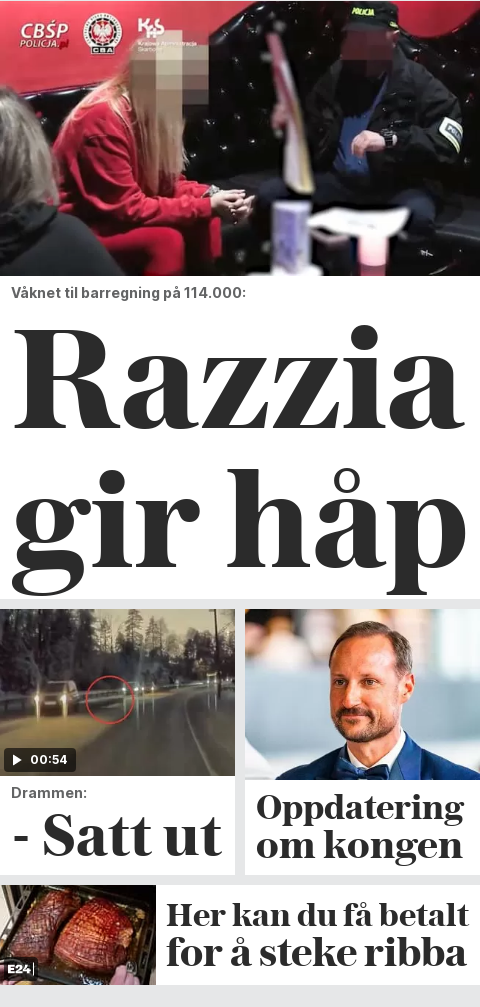 CBŚP
POLICJA.pl
CBA
KAS
Krajowa Administracja
Skarbowa
POLICJA
Våknet til barregning på 114.000:
Razzia
gir håp
00:54
Drammen:
- Satt ut
Oppdatering
om kongen
E24
Her kan du få betalt
for å steke ribba